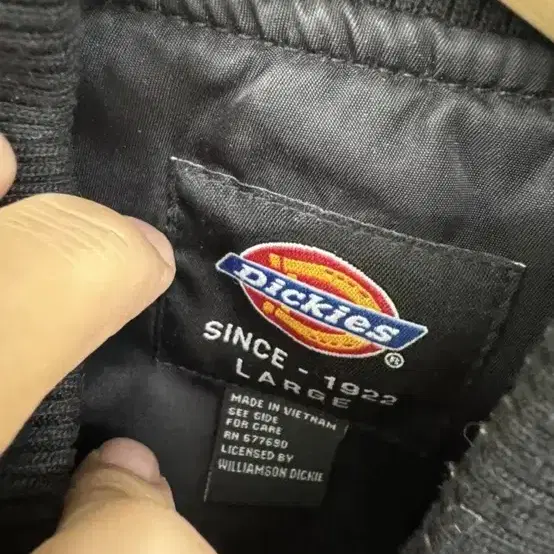 Dickies
®
SINCE - 1922
LARGE
MADE IN VIETNAM
SEE SIDE
FOR CARE
RN 677690
LICENSED BY
WILLIAMSON DICKIE